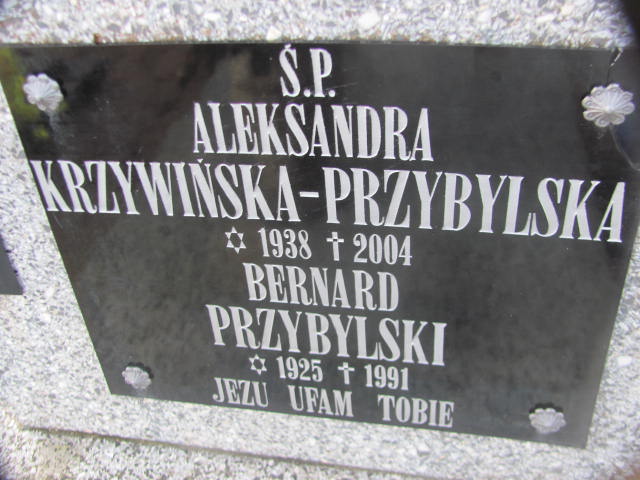 Ś.P.
ALEKSANDRA
KRZYWIŃSKA-PRZYBYLSKA
✡ 1938 ✝ 2004
BERNARD
PRZYBYLSKI
✡ 1925 ✝ 1991
JEZU UFAM TOBIE